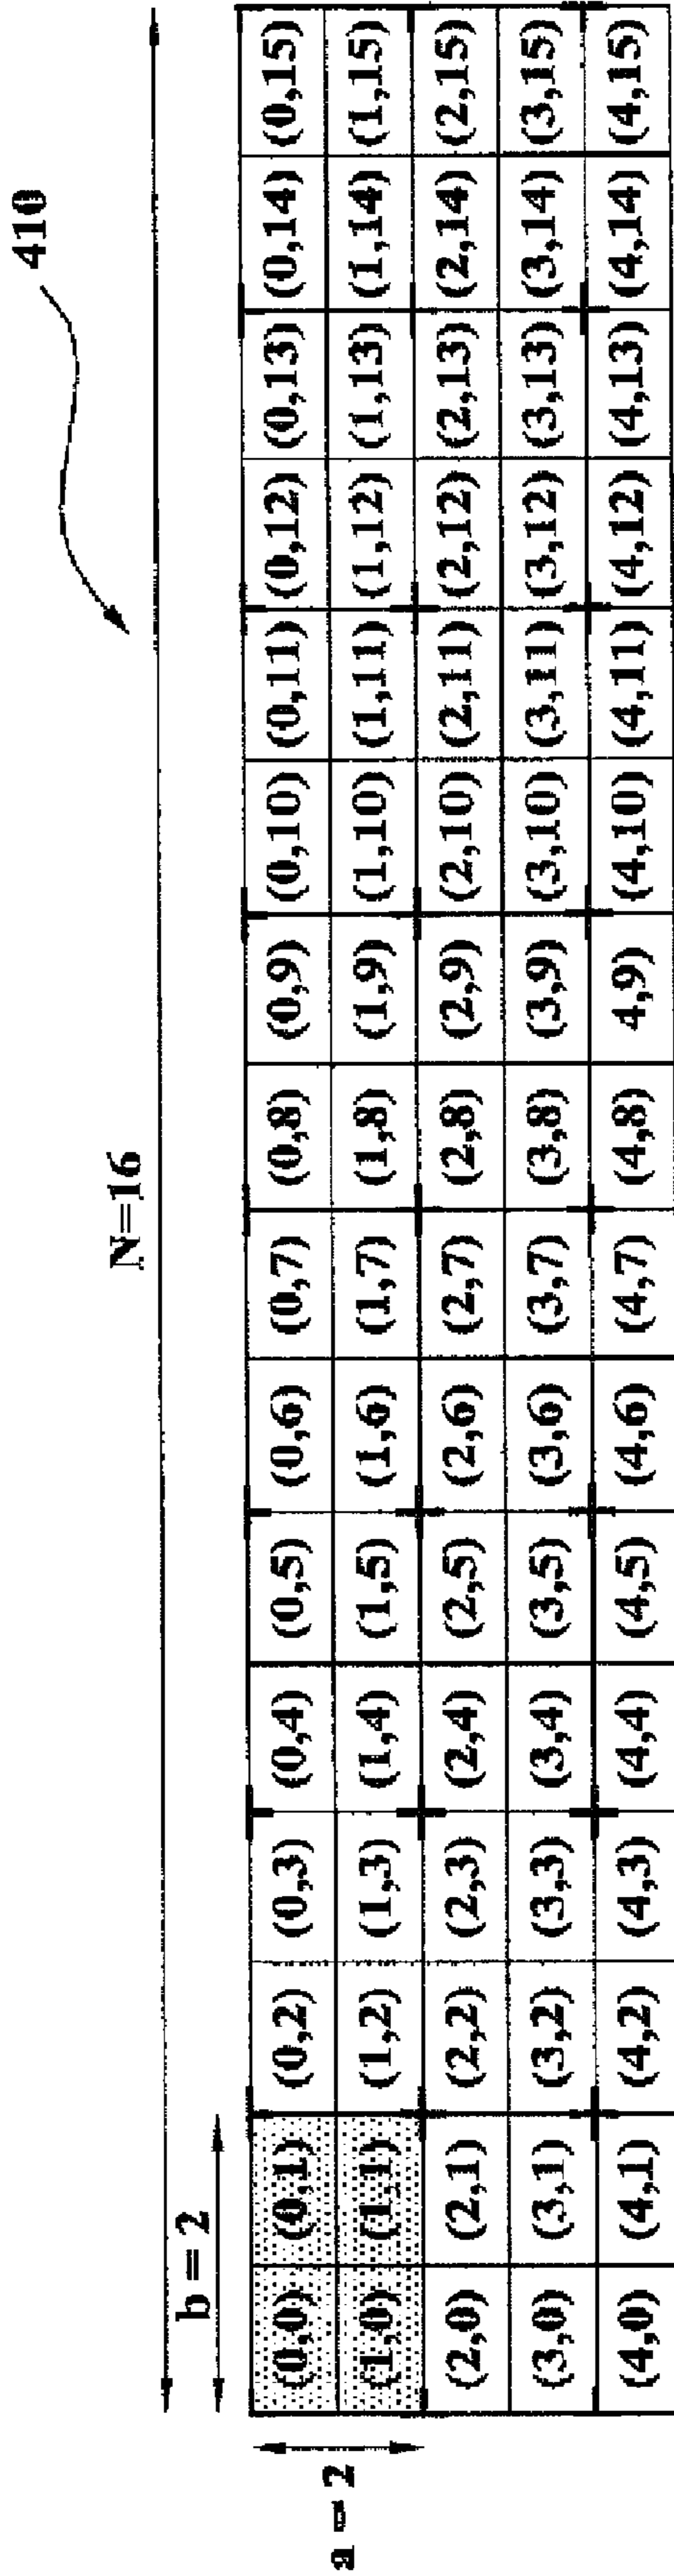 410
N=16
b = 2
a = 2
(0,0) (0,1) (0,2) (0,3) (0,4) (0,5) (0,6) (0,7) (0,8) (0,9) (0,10) (0,11) (0,12) (0,13) (0,14) (0,15)
(1,0) (1,1) (1,2) (1,3) (1,4) (1,5) (1,6) (1,7) (1,8) (1,9) (1,10) (1,11) (1,12) (1,13) (1,14) (1,15)
(2,0) (2,1) (2,2) (2,3) (2,4) (2,5) (2,6) (2,7) (2,8) (2,9) (2,10) (2,11) (2,12) (2,13) (2,14) (2,15)
(3,0) (3,1) (3,2) (3,3) (3,4) (3,5) (3,6) (3,7) (3,8) (3,9) (3,10) (3,11) (3,12) (3,13) (3,14) (3,15)
(4,0) (4,1) (4,2) (4,3) (4,4) (4,5) (4,6) (4,7) (4,8) 4,9) (4,10) (4,11) (4,12) (4,13) (4,14) (4,15)